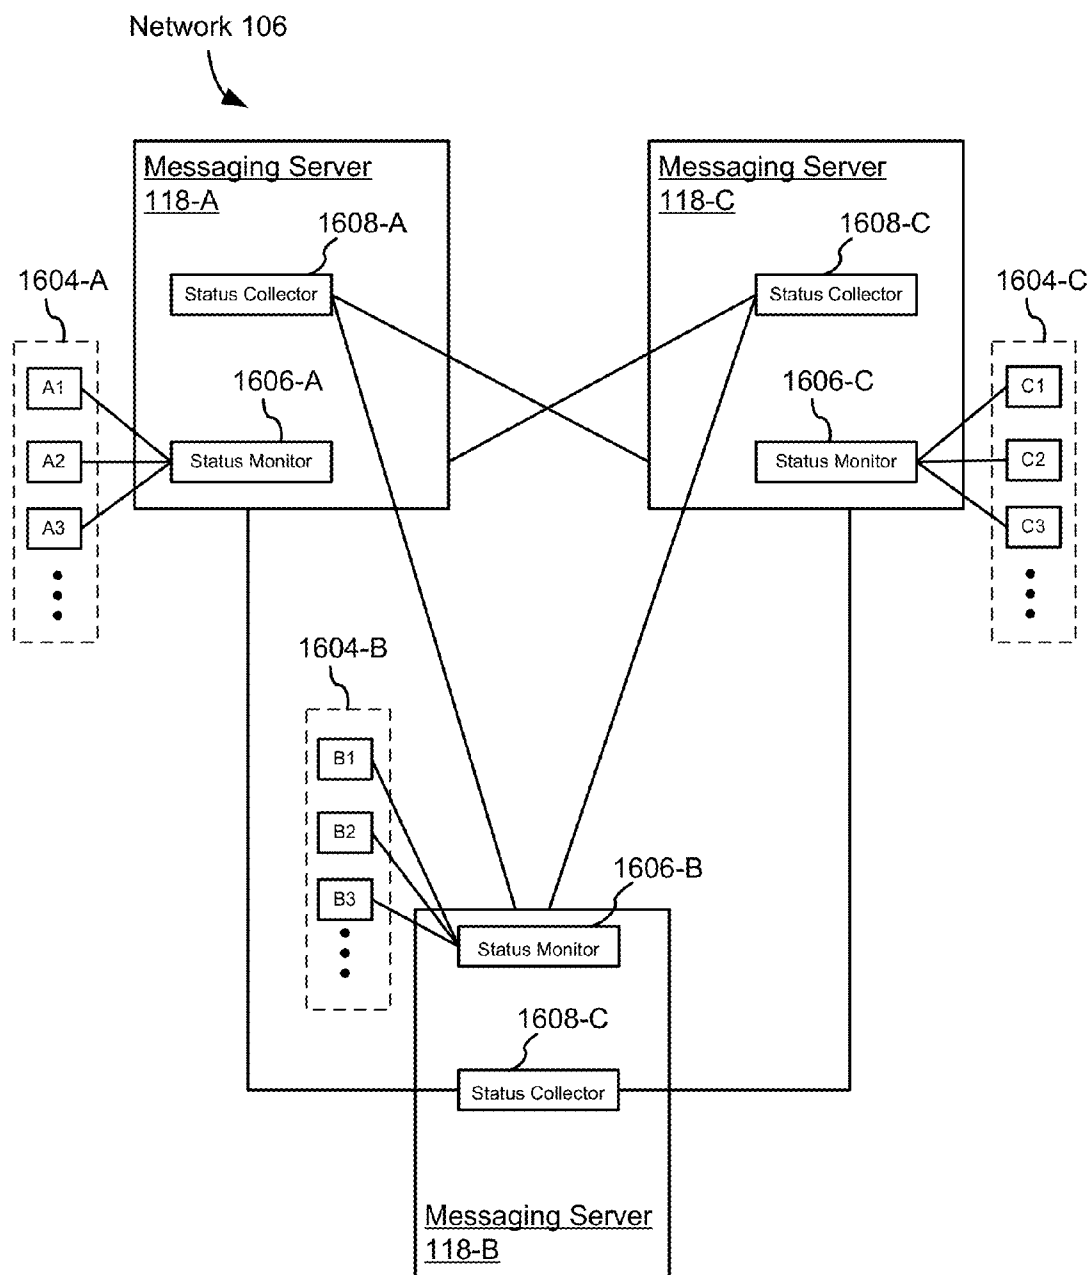 Network 106
Messaging Server
118-A
1608-A
Status Collector
1604-A
A1
A2
A3
1606-A
Status Monitor
Messaging Server
118-C
1608-C
Status Collector
1606-C
Status Monitor
1604-C
C1
C2
C3
1604-B
B1
B2
B3
1606-B
Status Monitor
1608-C
Status Collector
Messaging Server
118-B